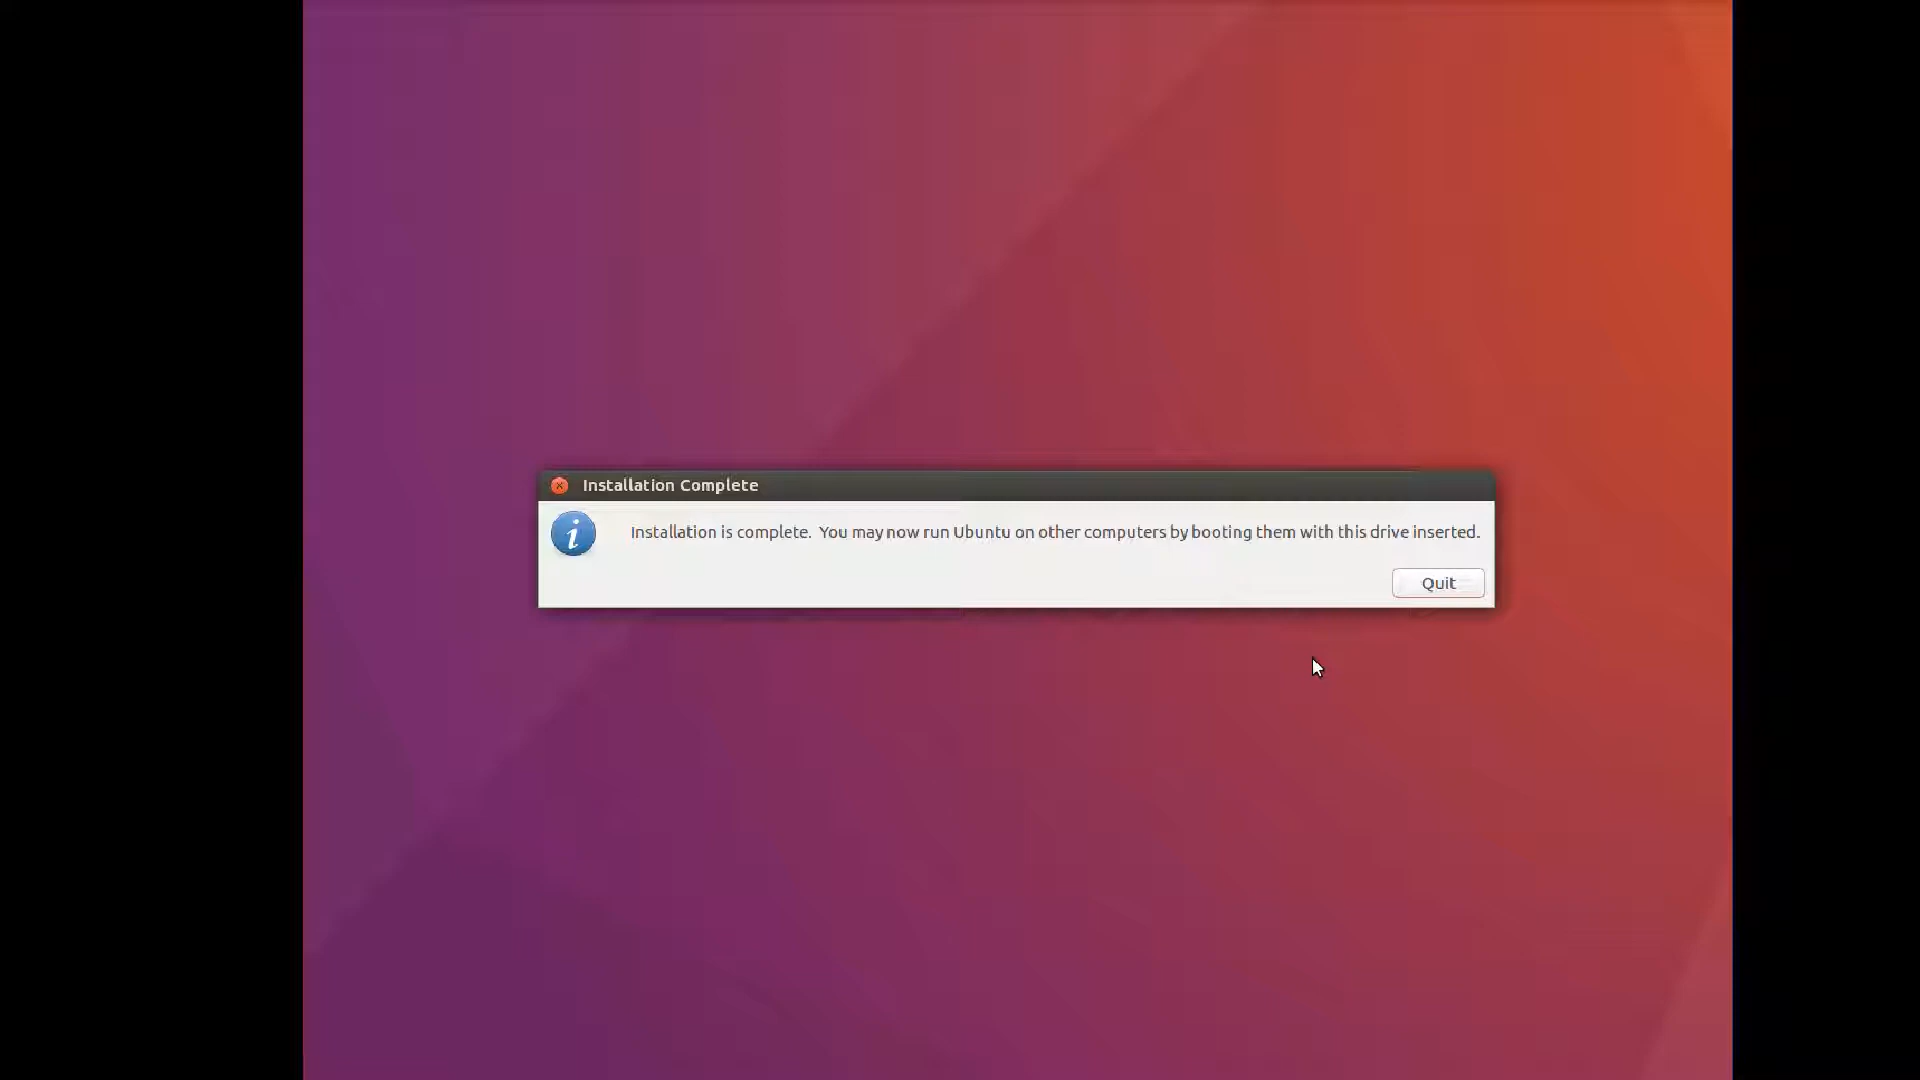 Installation Complete
Installation is complete.  You may now run Ubuntu on other computers by booting them with this drive inserted.
Quit